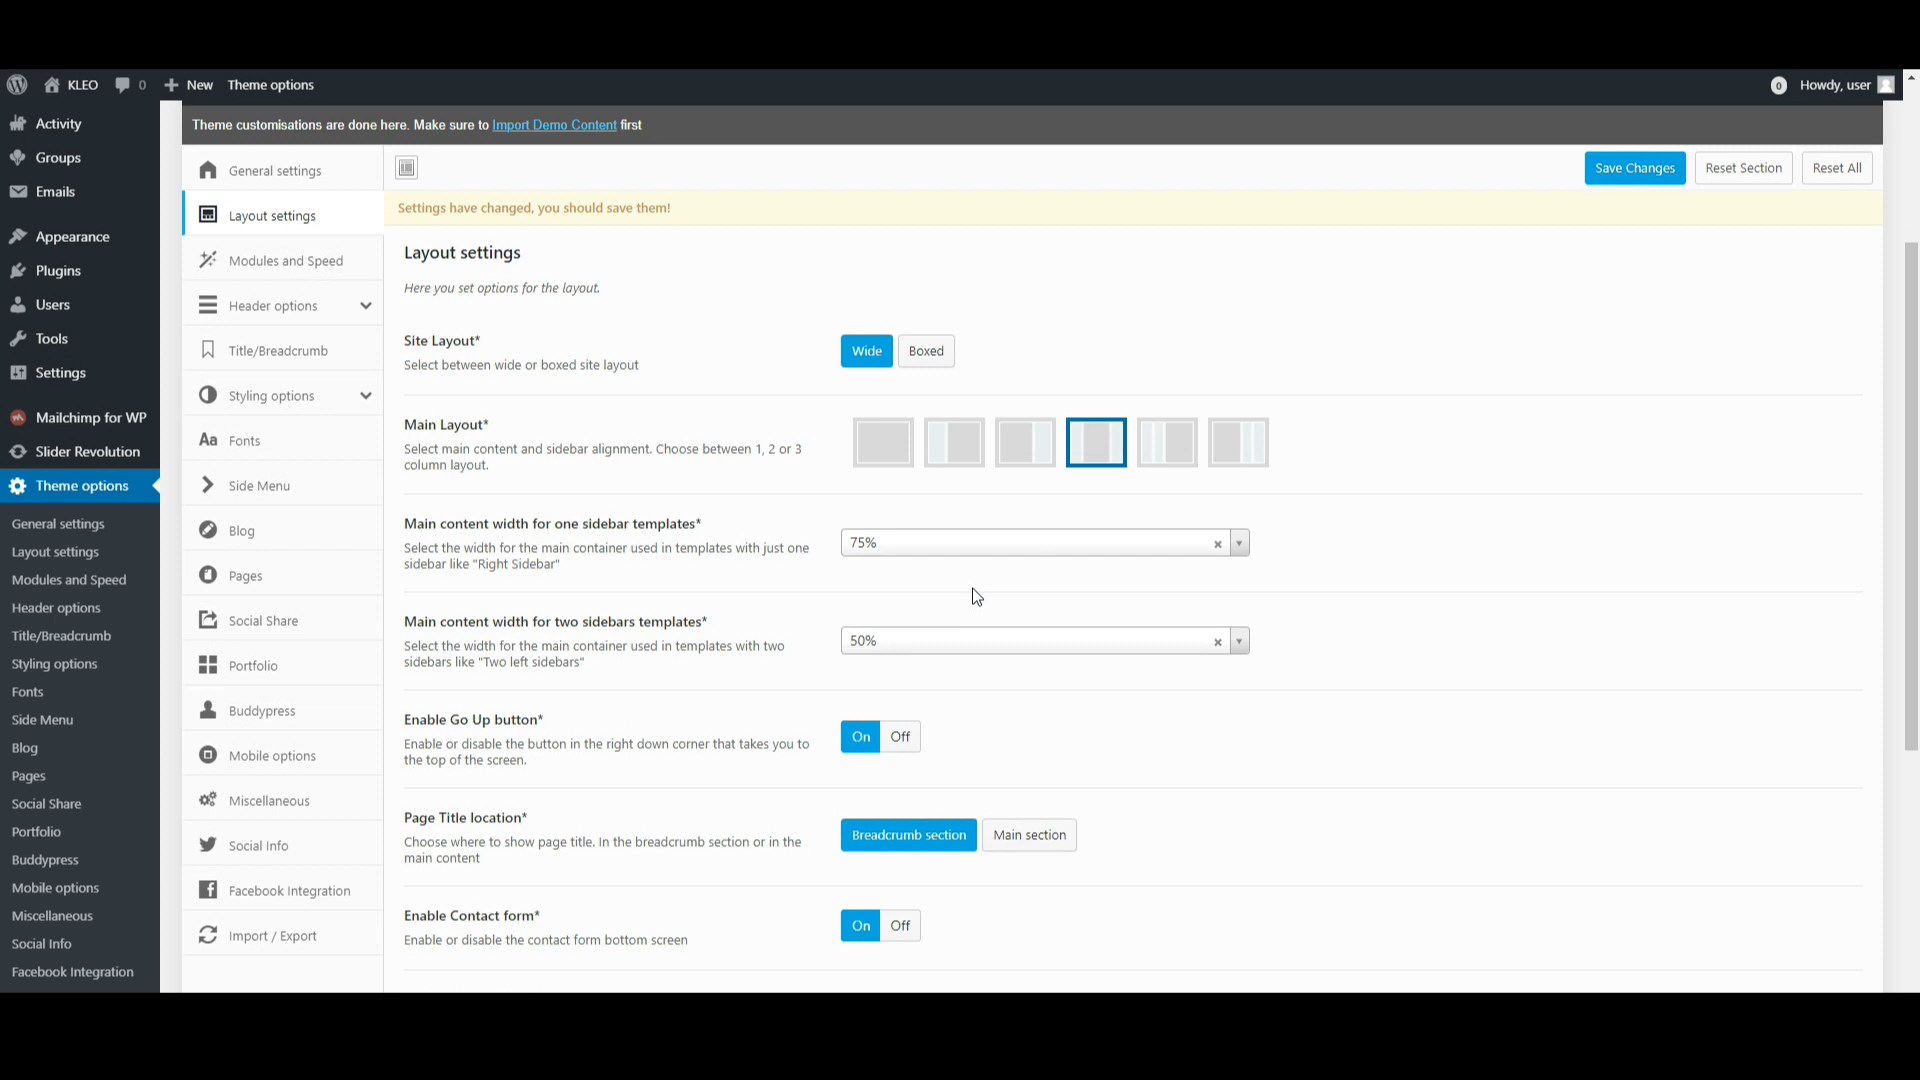 KLEO
0
New
Theme options
0
Howdy, user
Activity
Groups
Emails
Appearance
Plugins
Users
Tools
Settings
Mailchimp for WP
Slider Revolution
Theme options
General settings
Layout settings
Modules and Speed
Header options
Title/Breadcrumb
Styling options
Fonts
Side Menu
Blog
Pages
Social Share
Portfolio
Buddypress
Mobile options
Miscellaneous
Social Info
Facebook Integration
Theme customisations are done here. Make sure to Import Demo Content first
General settings
Layout settings
Modules and Speed
Header options
Title/Breadcrumb
Styling options
Aa Fonts
Side Menu
Blog
Pages
Social Share
Portfolio
Buddypress
Mobile options
Miscellaneous
Social Info
Facebook Integration
Import / Export
Save Changes
Reset Section
Reset All
Settings have changed, you should save them!
Layout settings
Here you set options for the layout.
Site Layout*
Select between wide or boxed site layout
Wide
Boxed
Main Layout*
Select main content and sidebar alignment. Choose between 1, 2 or 3
column layout.
Main content width for one sidebar templates*
Select the width for the main container used in templates with just one
sidebar like "Right Sidebar"
75%
Main content width for two sidebars templates*
Select the width for the main container used in templates with two
sidebars like "Two left sidebars"
50%
Enable Go Up button*
Enable or disable the button in the right down corner that takes you to
the top of the screen.
On
Off
Page Title location*
Choose where to show page title. In the breadcrumb section or in the
main content
Breadcrumb section
Main section
Enable Contact form*
Enable or disable the contact form bottom screen
On
Off